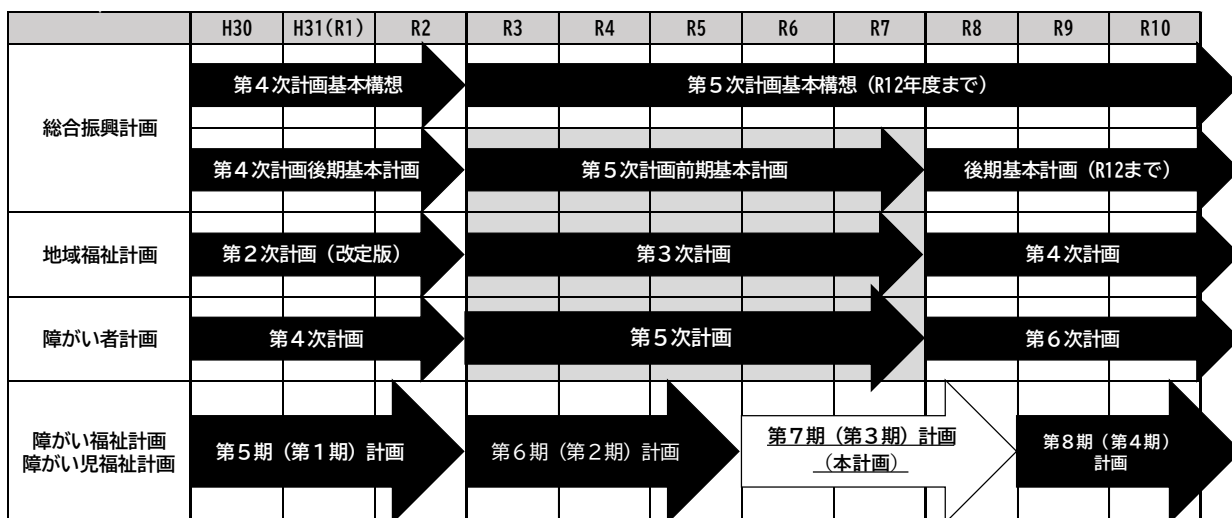 H30 H31(R1) R2 R3 R4 R5 R6 R7 R8 R9 R10
総合振興計画
第4次計画基本構想 第5次計画基本構想（R12年度まで）
第4次計画後期基本計画 第5次計画前期基本計画 後期基本計画（R12まで）
地域福祉計画 第2次計画（改定版） 第3次計画 第4次計画
障がい者計画 第4次計画 第5次計画 第6次計画
障がい福祉計画
障がい児福祉計画
第5期（第1期）計画 第6期（第2期）計画
第7期（第3期）計画
（本計画）
第8期（第4期）
計画